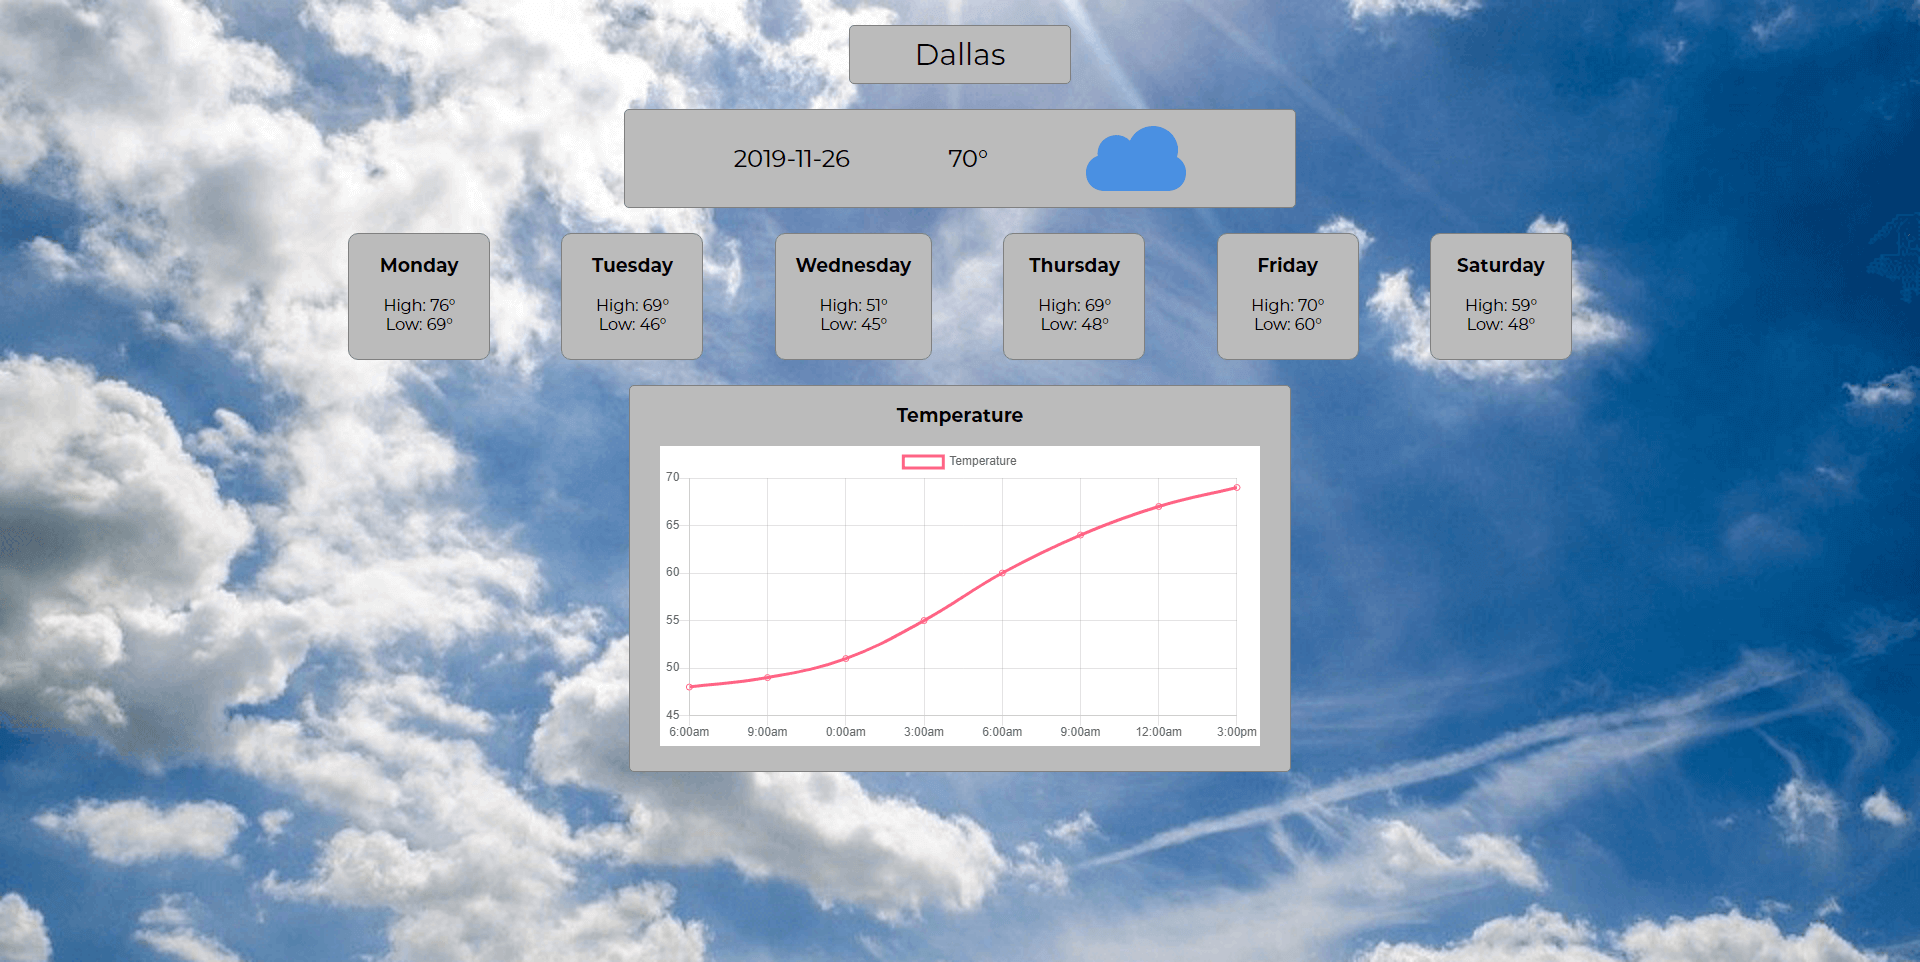 Dallas
2019-11-26 70°
Monday
High: 76°
Low: 69°
Tuesday
High: 69°
Low: 46°
Wednesday
High: 51°
Low: 45°
Thursday
High: 69°
Low: 48°
Friday
High: 70°
Low: 60°
Saturday
High: 59°
Low: 48°
Temperature
Temperature
70
65
60
55
50
45
6:00am 9:00am 0:00am 3:00am 6:00am 9:00am 12:00am 3:00pm